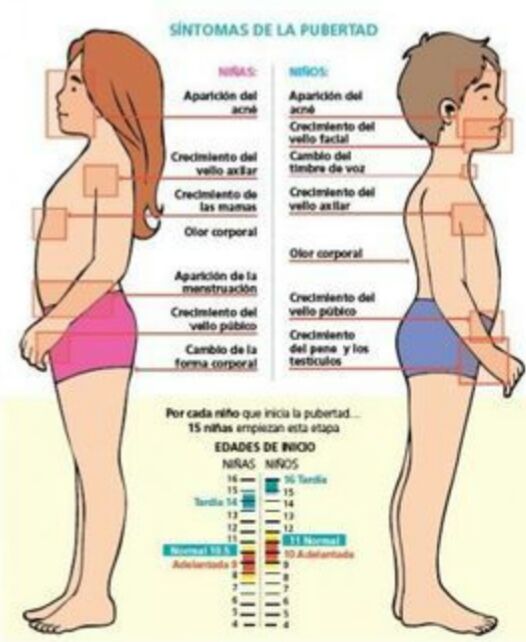 SÍNTOMAS DE LA PUBERTAD
NIÑAS:
Aparición del
acné
Crecimiento del
vello axilar
Crecimiento de
las mamas
Olor corporal
Aparición de la
menstruación
Crecimiento del
vello púbico
Cambio de la
forma corporal
NIÑOS:
Aparición del
acné
Crecimiento del
vello facial
Cambio del
timbre de voz
Crecimiento del
vello axilar
Olor corporal
Crecimiento del
vello púbico
Crecimiento
del pene y los
testículos
Por cada niño que inicia la pubertad...
15 niñas empiezan esta etapa
EDADES DE INICIO
NIÑAS NIÑOS
16
15
Tardía 14
13
12
11
Normal 10.5
Adelantada 9
8
7
6
5
4
16 Tardía
15
14
13
12
11 Normal
10 Adelantada
9
8
7
6
5
4